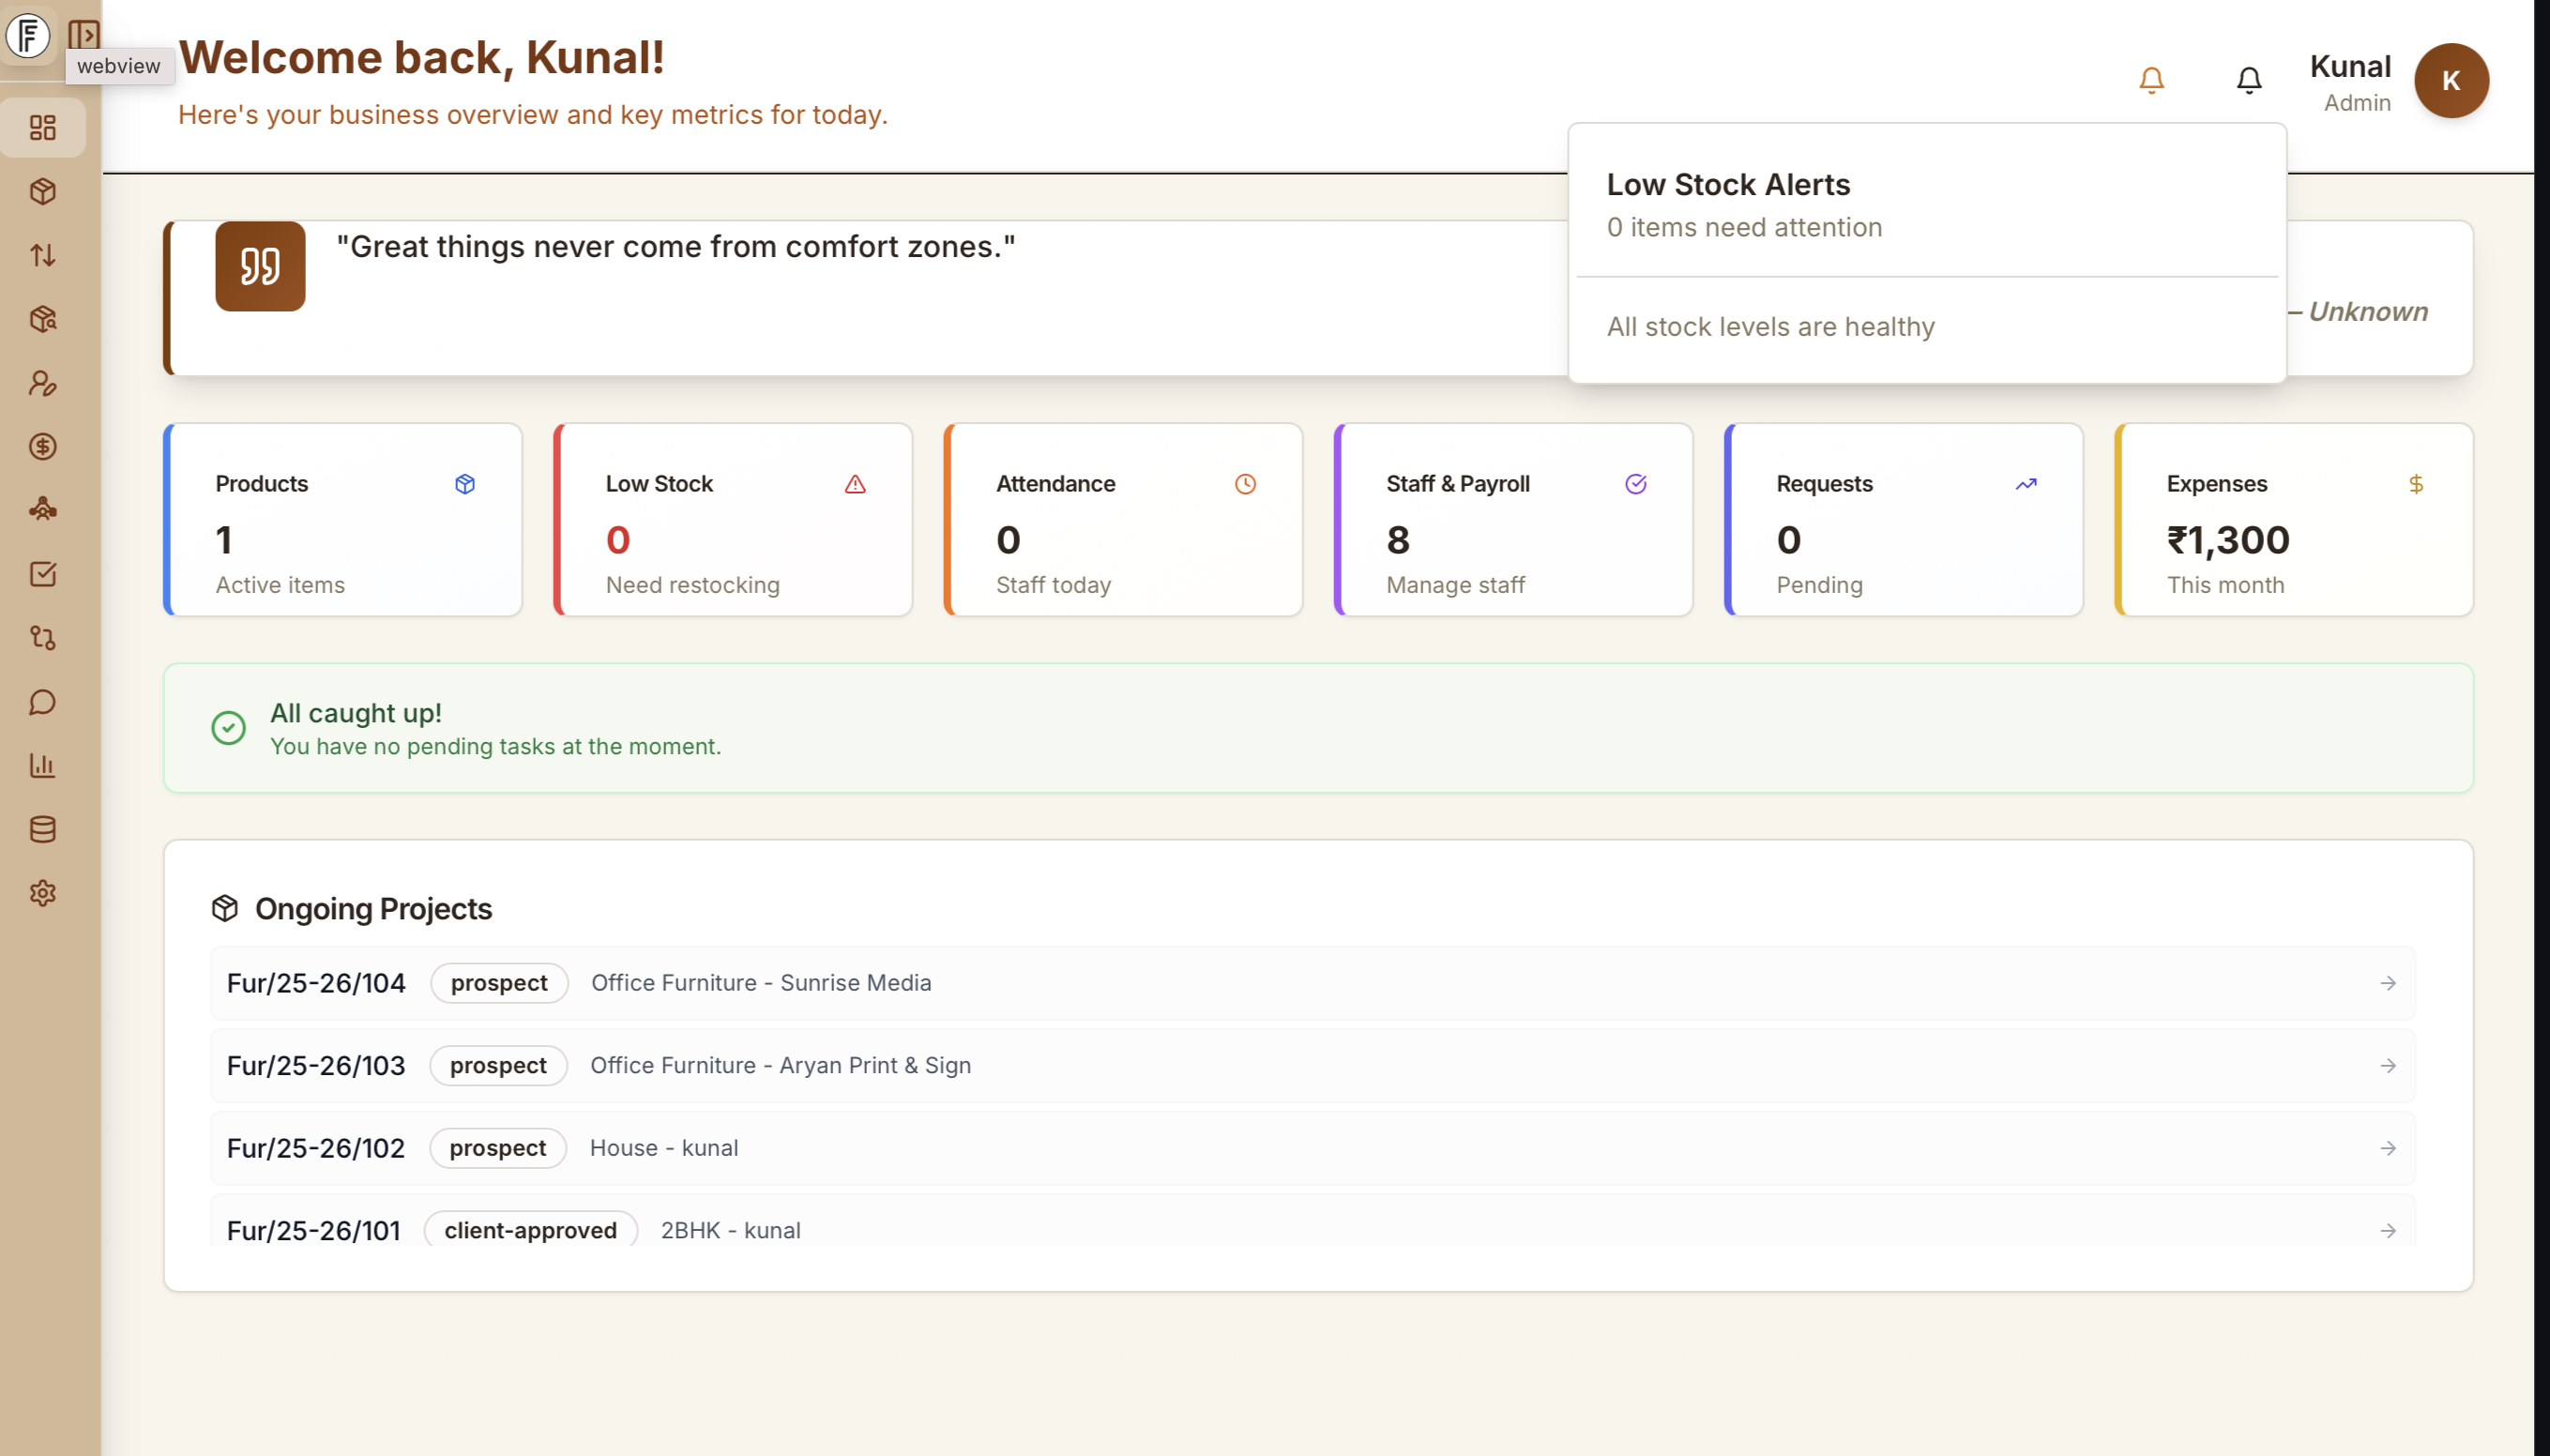 webview
Welcome back, Kunal!
Here's your business overview and key metrics for today.
Kunal
Admin
K
Low Stock Alerts
0 items need attention
All stock levels are healthy
"Great things never come from comfort zones."
– Unknown
Products
1
Active items
Low Stock
0
Need restocking
Attendance
0
Staff today
Staff & Payroll
8
Manage staff
Requests
0
Pending
Expenses
₹1,300
This month
All caught up!
You have no pending tasks at the moment.
Ongoing Projects
Fur/25-26/104 prospect Office Furniture - Sunrise Media
Fur/25-26/103 prospect Office Furniture - Aryan Print & Sign
Fur/25-26/102 prospect House - kunal
Fur/25-26/101 client-approved 2BHK - kunal